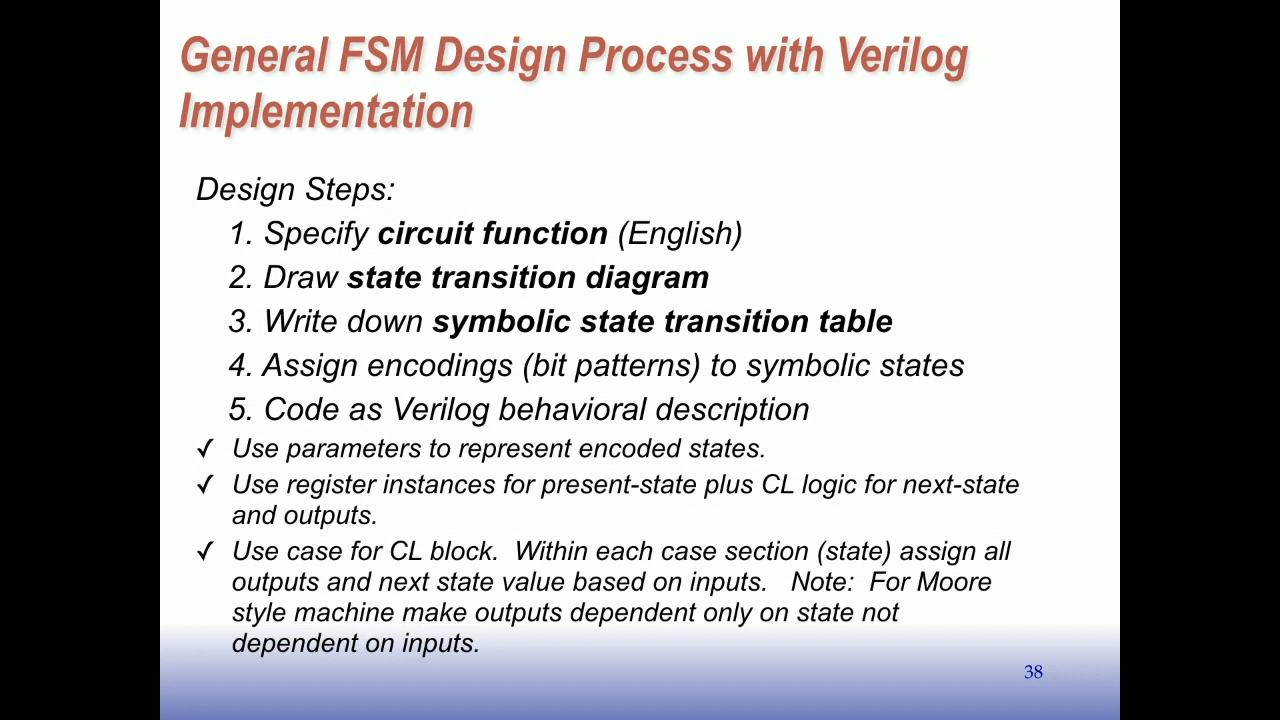 General FSM Design Process with Verilog
Implementation
Design Steps:
1. Specify circuit function (English)
2. Draw state transition diagram
3. Write down symbolic state transition table
4. Assign encodings (bit patterns) to symbolic states
5. Code as Verilog behavioral description
✓ Use parameters to represent encoded states.
✓ Use register instances for present-state plus CL logic for next-state
and outputs.
✓ Use case for CL block. Within each case section (state) assign all
outputs and next state value based on inputs. Note: For Moore
style machine make outputs dependent only on state not
dependent on inputs.
38